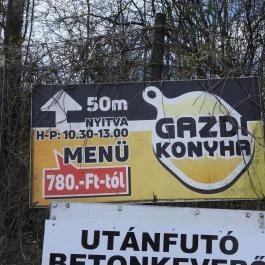 50m
NYITVA
H-P: 10.30-13.00
MENÜ
780.-Ft-tól
GAZDI
KONYHA
UTÁNFUTÓ
BETONKEVERŐ